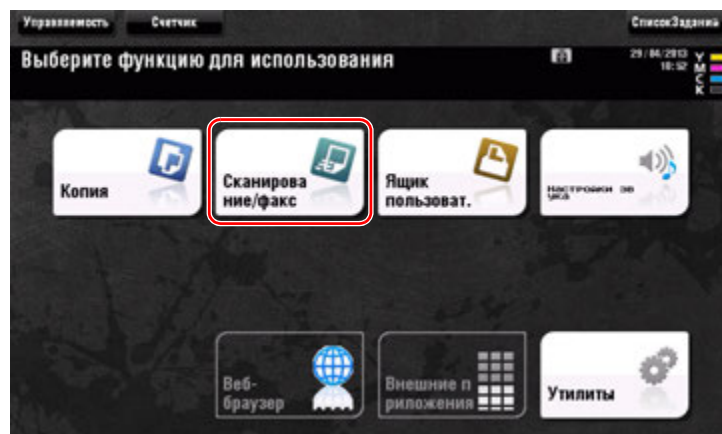 Управляемость Счетчик СписокЗаданий
Выберите функцию для использования
29/04/2013
10:52
Y
M
C
K
Копия
Сканирова
ние/факс
Ящик
пользоват.
Настройки зв
ука
Веб-
браузер
Внешние п
риложения
Утилиты